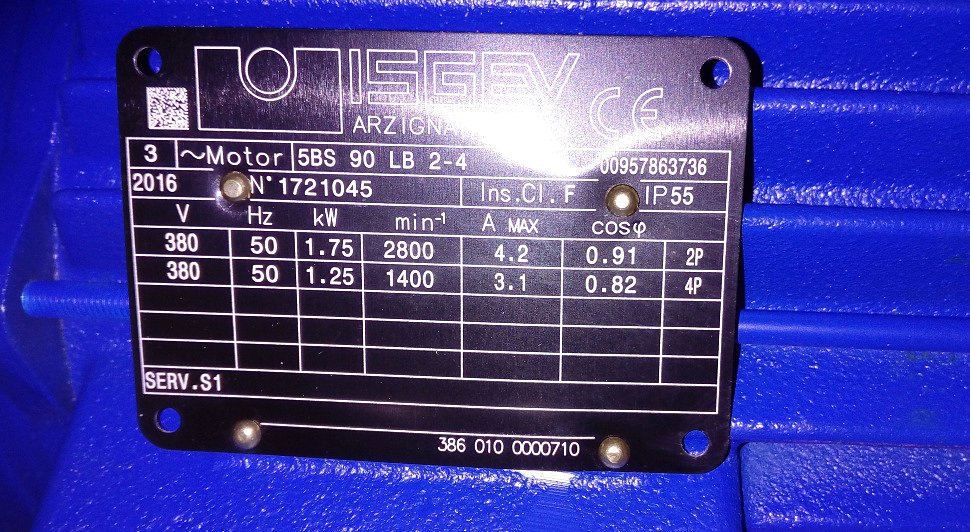 ISGEV
ARZIGNA
CE
3 ~Motor 5BS 90 LB 2-4 00957863736
2016 N°1721045 Ins.Cl.F IP55
V Hz kW min⁻¹ A MAX cosφ
380 50 1.75 2800 4.2 0.91 2P
380 50 1.25 1400 3.1 0.82 4P
SERV.S1
386 010 0000710